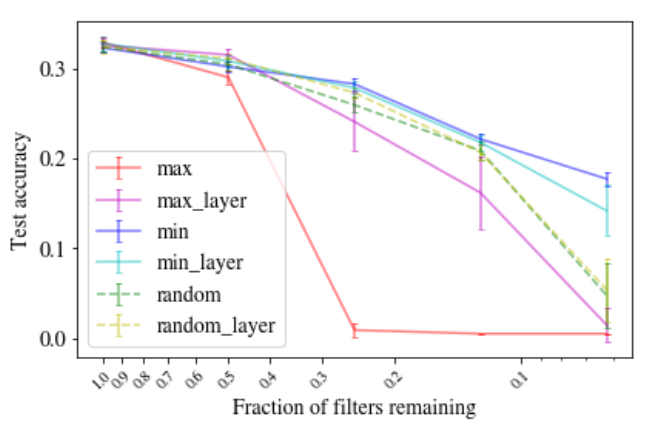 Test accuracy
0.3
0.2
0.1
0.0
max
max_layer
min
min_layer
random
random_layer
1.0 0.9 0.8 0.7 0.6 0.5 0.4 0.3 0.2 0.1
Fraction of filters remaining